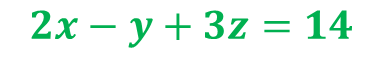 2x − y + 3z = 14